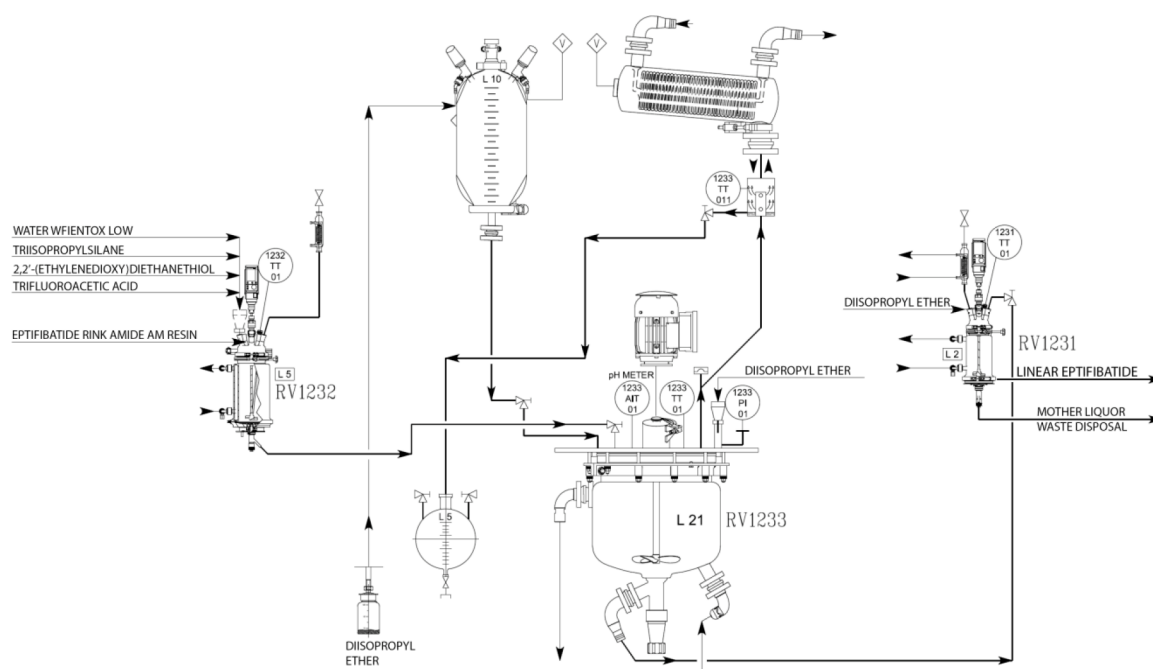 L 10
V
V
1233
TT
011
WATER WFIENTOX LOW
TRIISOPROPYLSILANE
2,2'-(ETHYLENEDIOXY)DIETHANETHIOL
TRIFLUOROACETIC ACID
EPTIFIBATIDE RINK AMIDE AM RESIN
1232
TT
01
L 5
RV1232
1231
TT
01
DIISOPROPYL ETHER
L 2
RV1231
LINEAR EPTIFIBATIDE
MOTHER LIQUOR
WASTE DISPOSAL
pH METER
1233
AIT
01
1233
TT
01
DIISOPROPYL ETHER
1233
PI
01
L 5
L 21
RV1233
DIISOPROPYL
ETHER